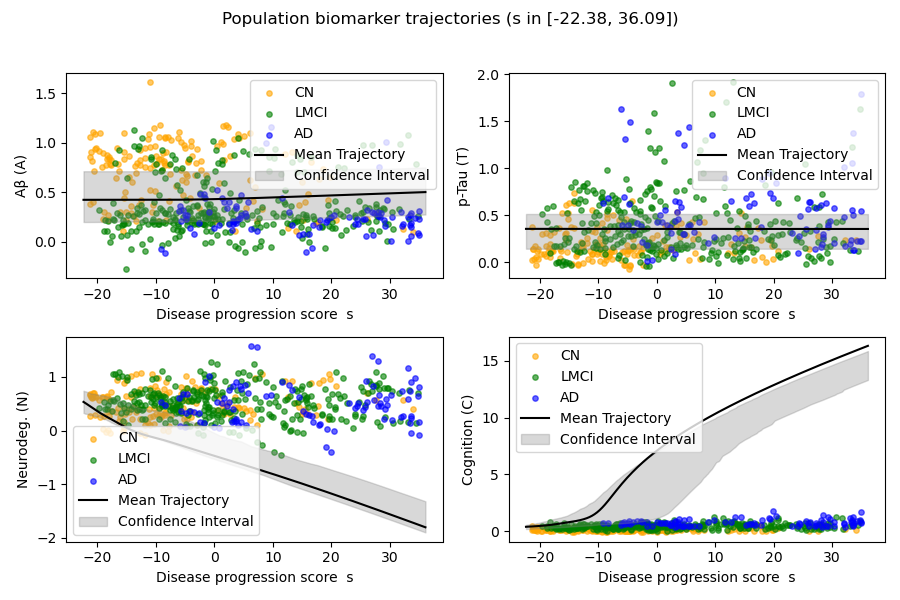 Population biomarker trajectories (s in [-22.38, 36.09])
Aβ (A)
1.5
1.0
0.5
0.0
CN
LMCI
AD
Mean Trajectory
Confidence Interval
−20 −10 0 10 20 30
Disease progression score s
p-Tau (T)
2.0
1.5
1.0
0.5
0.0
CN
LMCI
AD
Mean Trajectory
Confidence Interval
−20 −10 0 10 20 30
Disease progression score s
Neurodeg. (N)
1
0
−1
−2
CN
LMCI
AD
Mean Trajectory
Confidence Interval
−20 −10 0 10 20 30
Disease progression score s
Cognition (C)
15
10
5
0
CN
LMCI
AD
Mean Trajectory
Confidence Interval
−20 −10 0 10 20 30
Disease progression score s